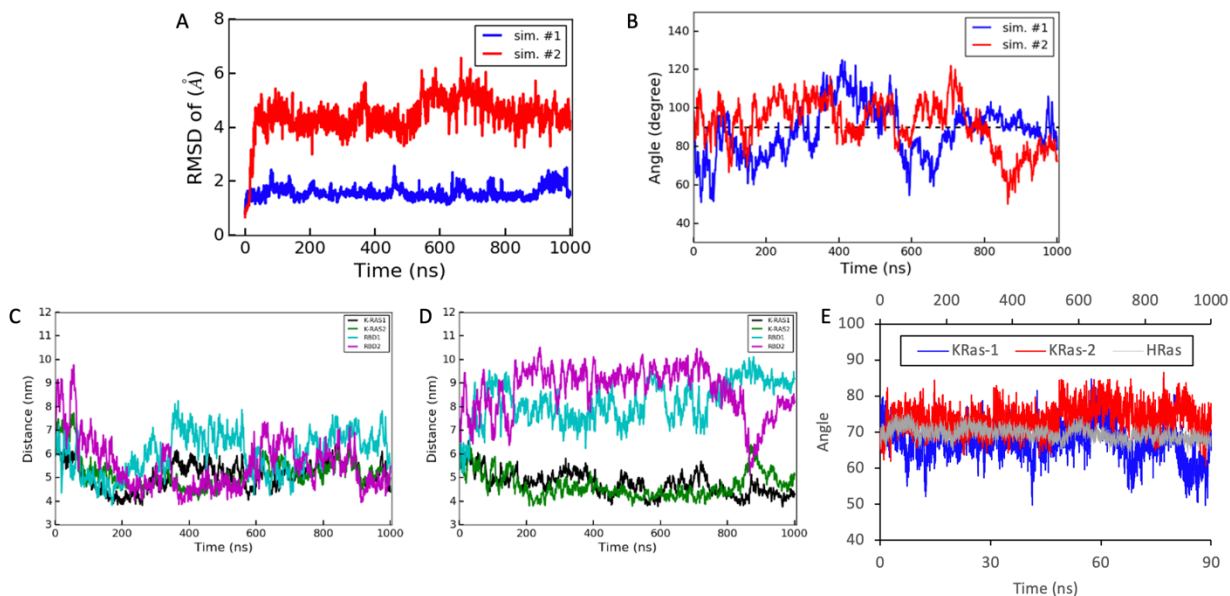 A
RMSD of (Å)
8
6
4
2
0
sim. #1
sim. #2
0 200 400 600 800 1000
Time (ns)
B
Angle (degree)
140
120
100
80
60
40
sim. #1
sim. #2
0 200 400 600 800 1000
Time (ns)
C
Distance (nm)
12
11
10
9
8
7
6
5
4
3
K-RAS1
K-RAS2
RBD1
RBD2
0 200 400 600 800 1000
Time (ns)
D
Distance (nm)
12
11
10
9
8
7
6
5
4
3
K-RAS1
K-RAS2
RBD1
RBD2
0 200 400 600 800 1000
Time (ns)
E
0 200 400 600 800 1000
Angle
100
90
80
70
60
50
40
KRas-1 KRas-2 HRas
0 30 60 90
Time (ns)